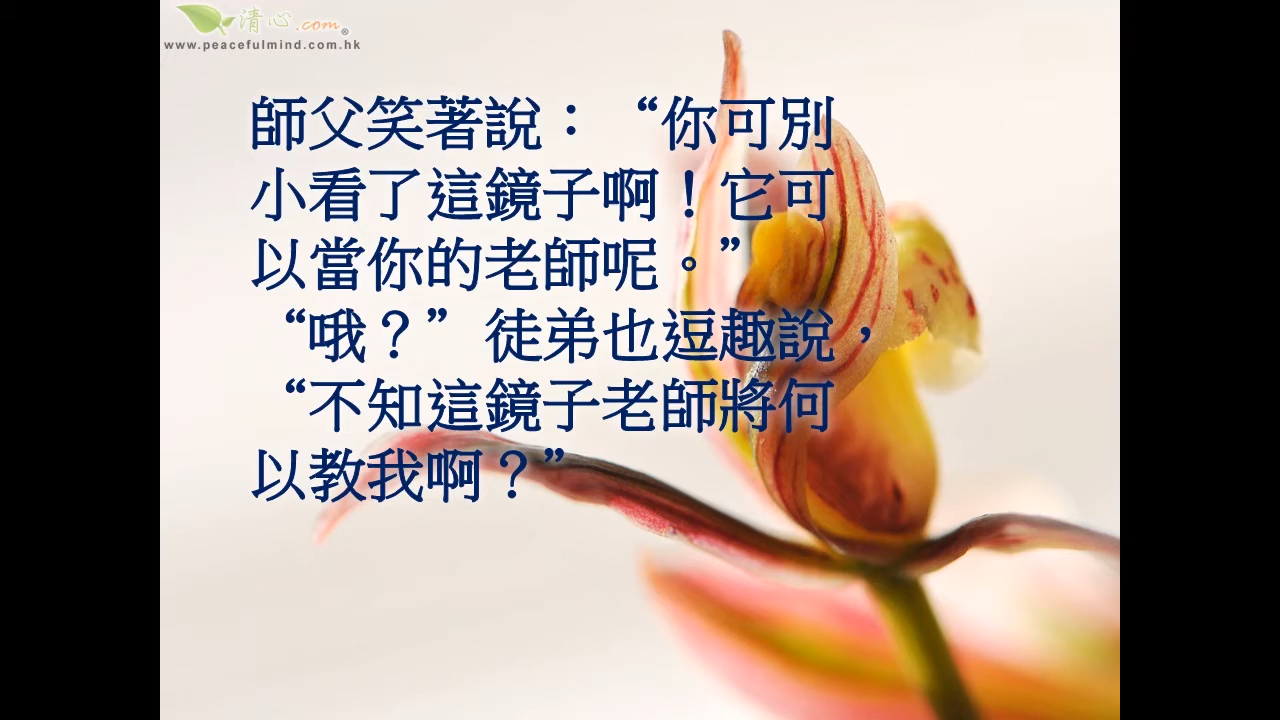 清心.com®
www.peacefulmind.com.hk
師父笑著說：“你可別
小看了這鏡子啊！它可
以當你的老師呢。”
“哦？”徒弟也逗趣說，
“不知這鏡子老師將何
以教我啊？”